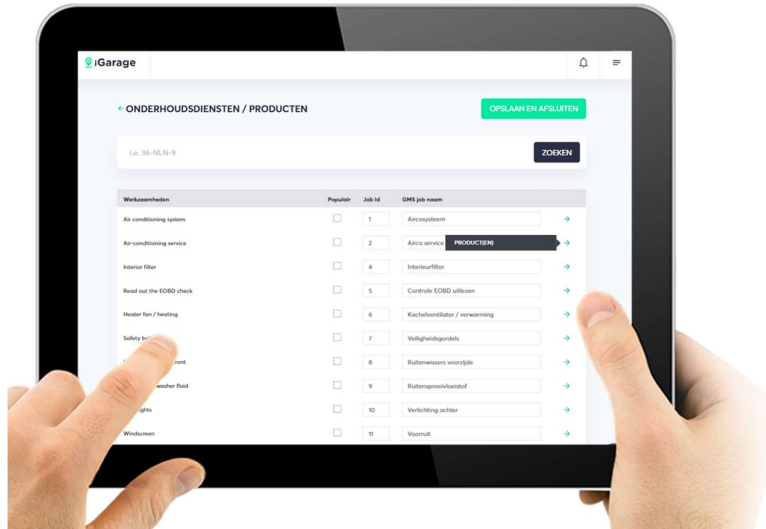 iGarage
← ONDERHOUDSDIENSTEN / PRODUCTEN
OPSLAAN EN AFSLUITEN
i.e. 36-NLN-9
ZOEKEN
Werkzaamheden Populair Job Id GMS job naam
Air conditioning system 1 Aircosysteem →
Air-conditioning service 2 Airco service PRODUCT(EN) →
Interior filter 4 Interieurfilter →
Read out the EOBD check 5 Controle EOBD uitlezen →
Heater fan / heating 6 Kachelventilator / verwarming →
Safety 7 Veiligheidsgordels →
8 Ruitenwissers voorzijde →
washer fluid 9 Ruitensproeivloeistof →
10 Verlichting achter →
Windscreen 11 Voorruit →